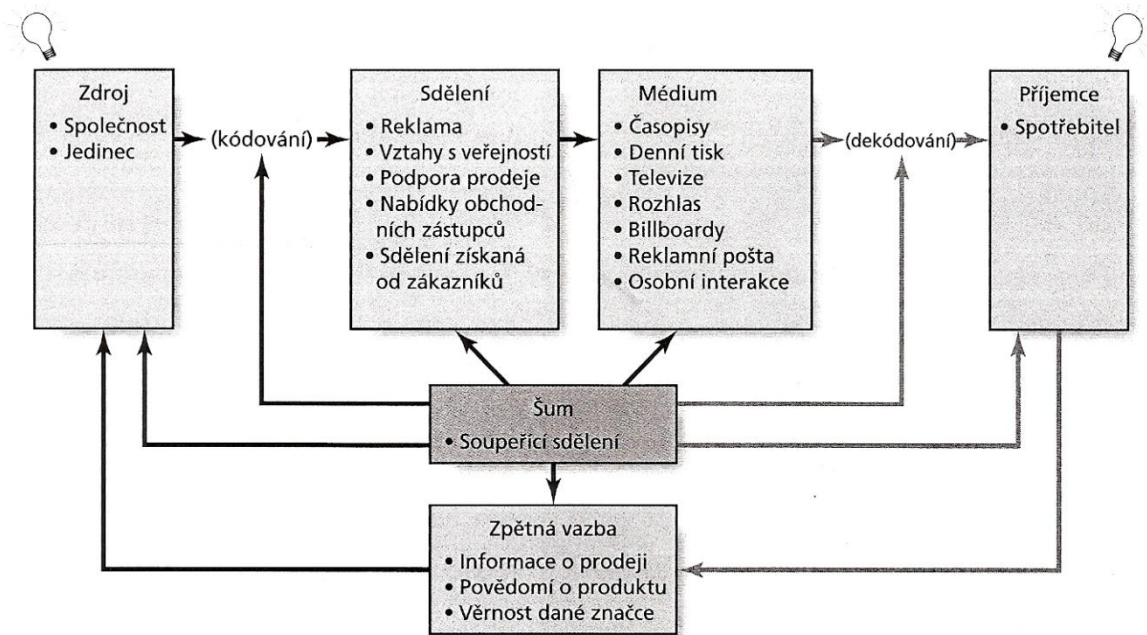 Zdroj
• Společnost
• Jedinec
(kódování)
Sdělení
• Reklama
• Vztahy s veřejností
• Podpora prodeje
• Nabídky obchod-
ních zástupců
• Sdělení získaná
od zákazníků
Médium
• Časopisy
• Denní tisk
• Televize
• Rozhlas
• Billboardy
• Reklamní pošta
• Osobní interakce
(dekódování)
Příjemce
• Spotřebitel
Šum
• Soupeřící sdělení
Zpětná vazba
• Informace o prodeji
• Povědomí o produktu
• Věrnost dané značce